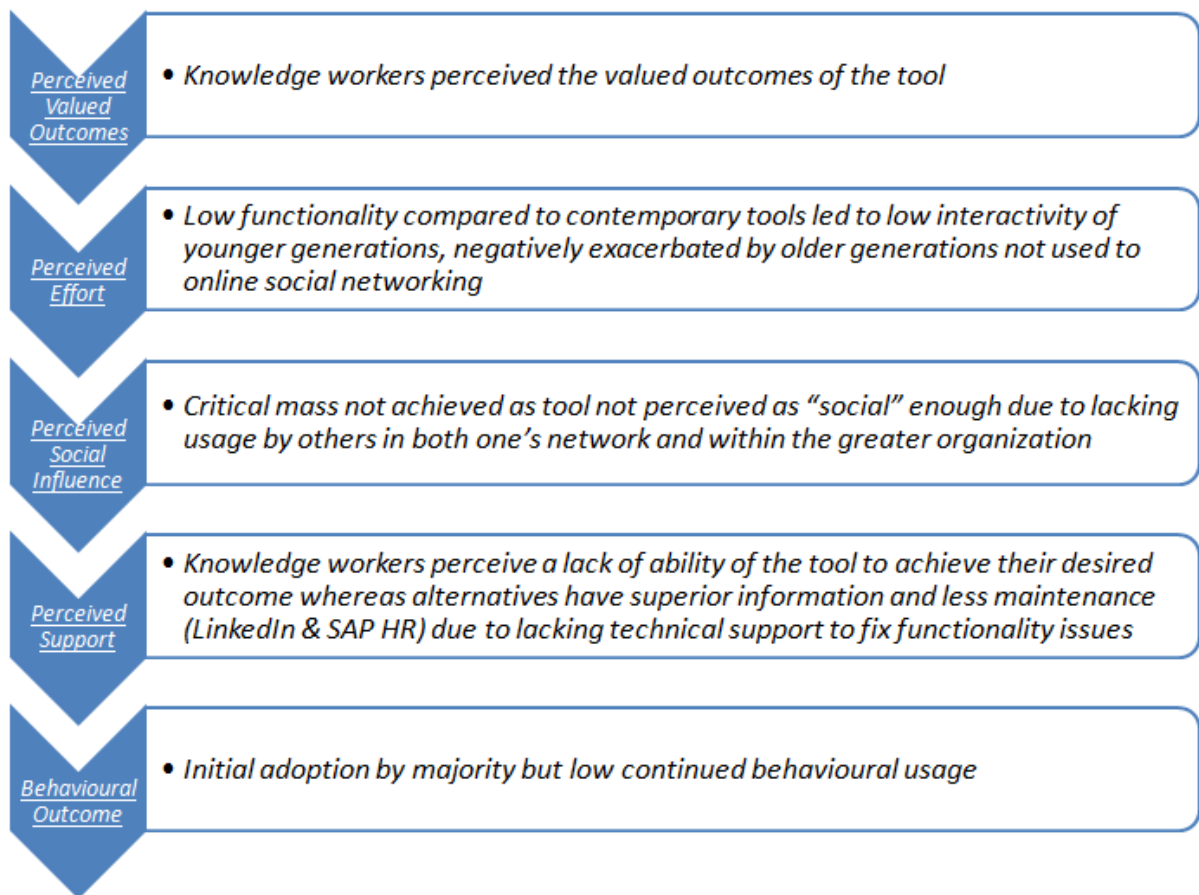 Perceived
Valued
Outcomes
• Knowledge workers perceived the valued outcomes of the tool
Perceived
Effort
• Low functionality compared to contemporary tools led to low interactivity of
younger generations, negatively exacerbated by older generations not used to
online social networking
Perceived
Social
Influence
• Critical mass not achieved as tool not perceived as “social” enough due to lacking
usage by others in both one’s network and within the greater organization
Perceived
Support
• Knowledge workers perceive a lack of ability of the tool to achieve their desired
outcome whereas alternatives have superior information and less maintenance
(LinkedIn & SAP HR) due to lacking technical support to fix functionality issues
Behavioural
Outcome
• Initial adoption by majority but low continued behavioural usage